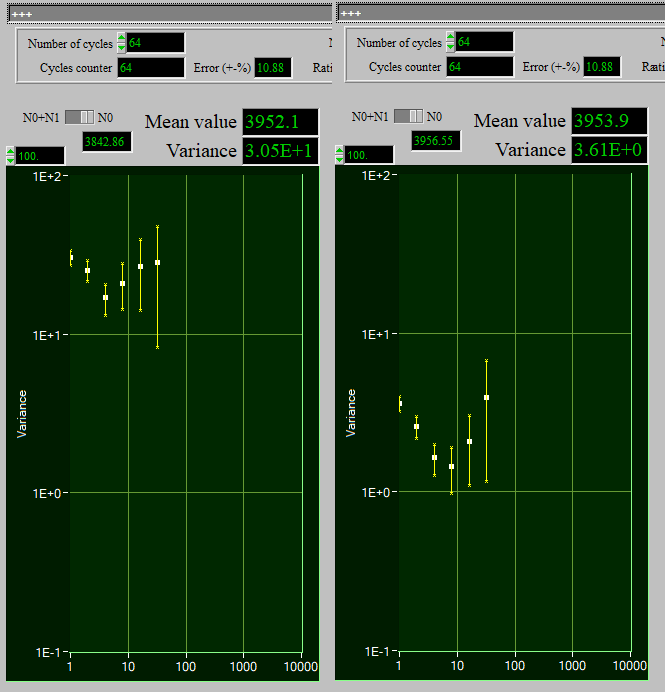 +++
Number of cycles 64
Cycles counter 64 Error (+-%) 10.88
N0+N1 N0 Mean value 3952.1
3842.86 Variance 3.05E+1
100.
1E+2
1E+1
Variance
1E+0
1E-1
1 10 100 1000 10000
+++
Number of cycles 64
Cycles counter 64 Error (+-%) 10.88 Rati
N0+N1 N0 Mean value 3953.9
3956.55 Variance 3.61E+0
100.
1E+2
1E+1
Variance
1E+0
1E-1
1 10 100 1000 10000